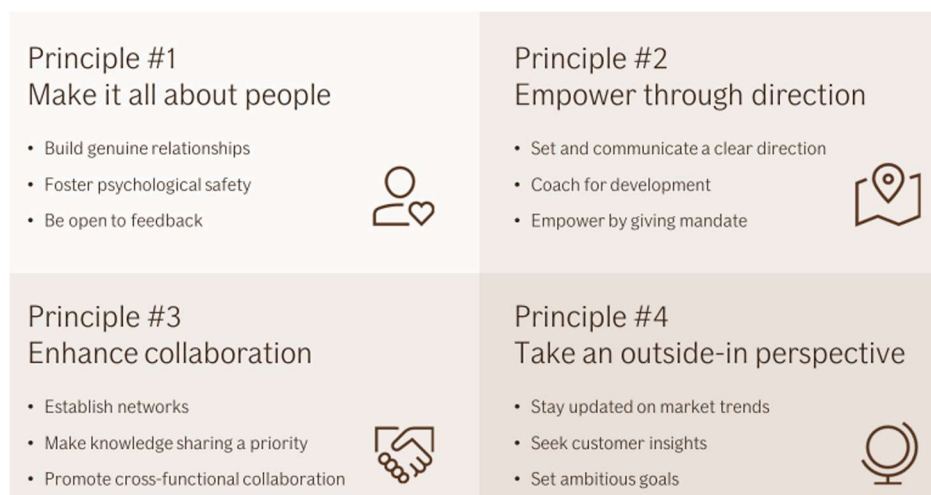 Principle #1
Make it all about people
• Build genuine relationships
• Foster psychological safety
• Be open to feedback
Principle #2
Empower through direction
• Set and communicate a clear direction
• Coach for development
• Empower by giving mandate
Principle #3
Enhance collaboration
• Establish networks
• Make knowledge sharing a priority
• Promote cross-functional collaboration
Principle #4
Take an outside-in perspective
• Stay updated on market trends
• Seek customer insights
• Set ambitious goals